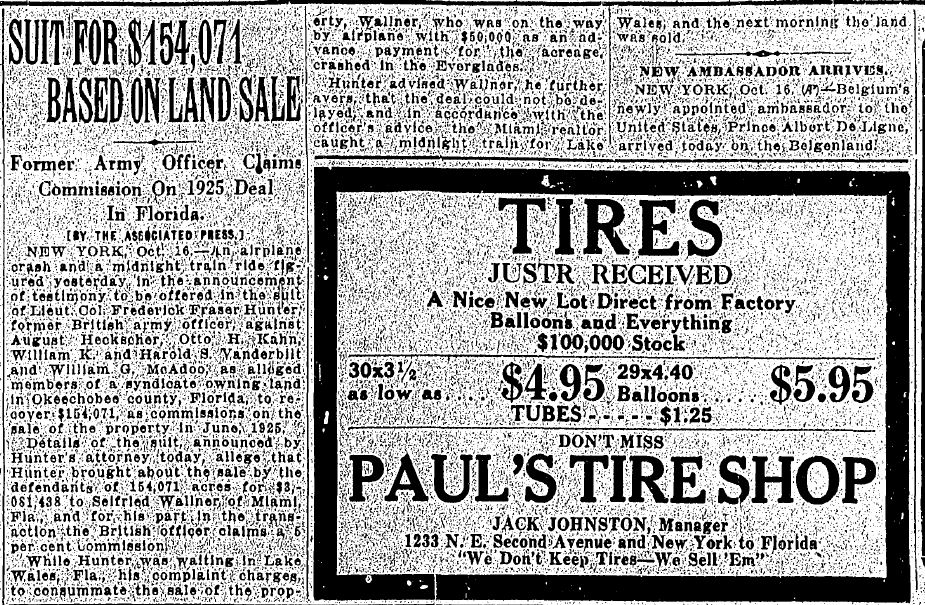 SUIT FOR $154,071
BASED ON LAND SALE
Former Army Officer Claims
Commission On 1925 Deal
In Florida.
[BY THE ASSOCIATED PRESS.]
NEW YORK, Oct. 16.—An airplane
crash and a midnight train ride fig-
ured yesterday in the announcement
of testimony to be offered in the suit
of Lieut. Col. Frederick Fraser Hunter,
former British army officer, against
August Heckscher, Otto H. Kahn,
William K. and Harold S. Vanderbilt
and William G. McAdoo, as alleged
members of a syndicate owning land
in Okeechobee county, Florida, to re-
cover $154,071, as commissions on the
sale of the property in June, 1925.
Details of the suit, announced by
Hunter's attorney today, allege that
Hunter brought about the sale by the
defendants of 154,071 acres for $3,-
081,438 to Selfried Wallner of Miami,
Fla., and for his part in the trans-
action the British officer claims a 5
per cent commission.
While Hunter was waiting in Lake
Wales, Fla., his complaint charges,
to consummate the sale of the prop-
erty, Wallner, who was on the way
by airplane with $50,000 as an ad-
vance payment for the acreage,
crashed in the Everglades.
Hunter advised Wallner, he further
avers, that the deal could not be de-
layed, and in accordance with the
officer's advice the Miami realtor
caught a midnight train for Lake
Wales, and the next morning the land
was sold.
NEW AMBASSADOR ARRIVES.
NEW YORK, Oct. 16. (AP)—Belgium's
newly appointed ambassador to the
United States, Prince Albert De Ligne,
arrived today on the Belgenland.
TIRES
JUSTR RECEIVED
A Nice New Lot Direct from Factory
Balloons and Everything
$100,000 Stock
30x3½ as low as.... $4.95 29x4.40 Balloons...... $5.95
TUBES - - - - - $1.25
DON'T MISS
PAUL'S TIRE SHOP
JACK JOHNSTON, Manager
1233 N. E. Second Avenue and New York to Florida
"We Don't Keep Tires—We Sell 'Em"